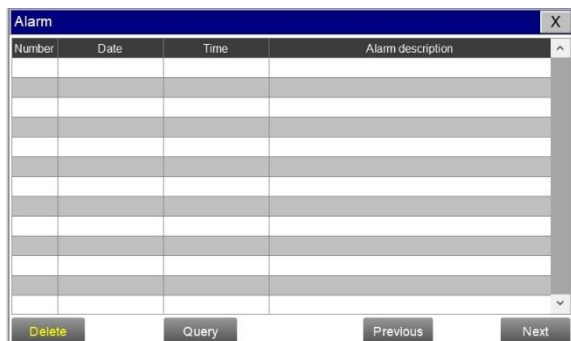 Alarm X
Number Date Time Alarm description
Delete Query Previous Next